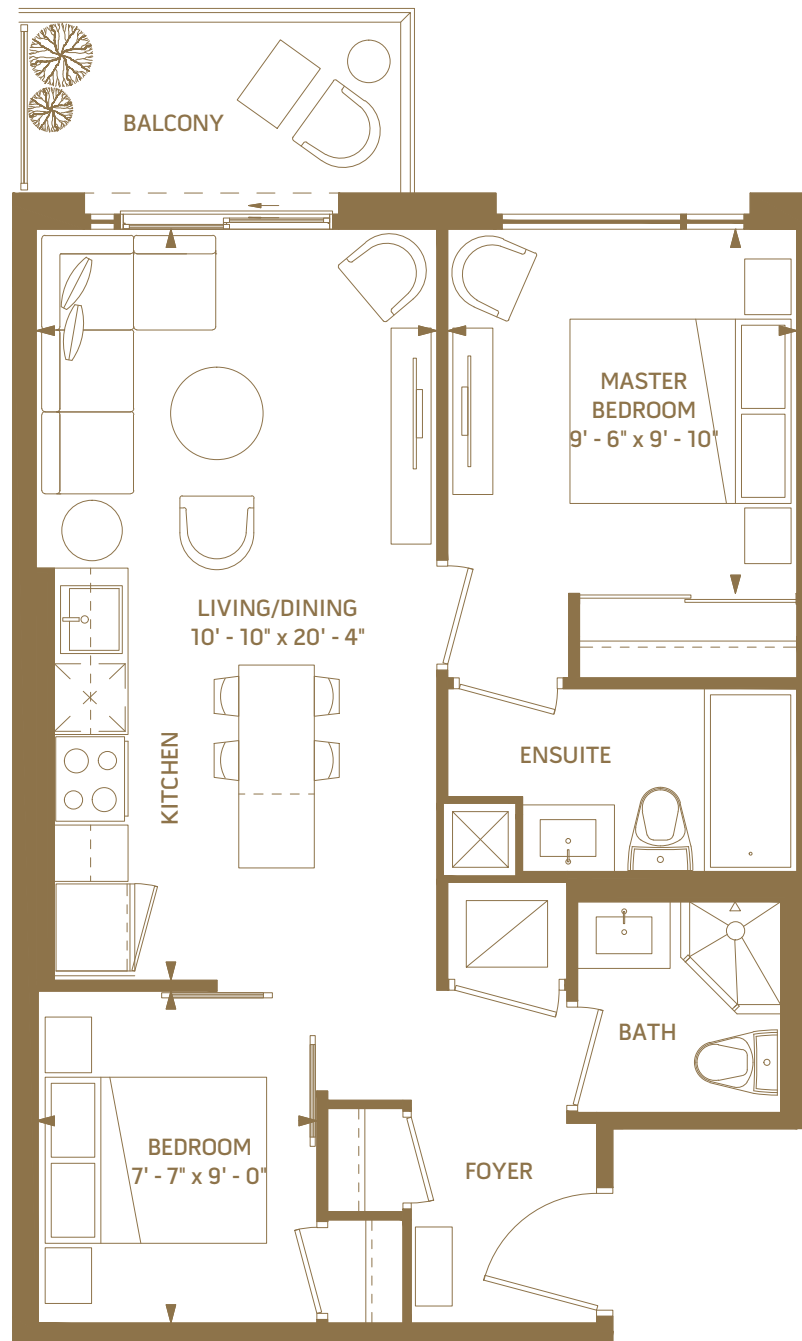 BALCONY
MASTER
BEDROOM
9' - 6" x 9' - 10"
LIVING/DINING
10' - 10" x 20' - 4"
KITCHEN
ENSUITE
BATH
BEDROOM
7' - 7" x 9' - 0"
FOYER